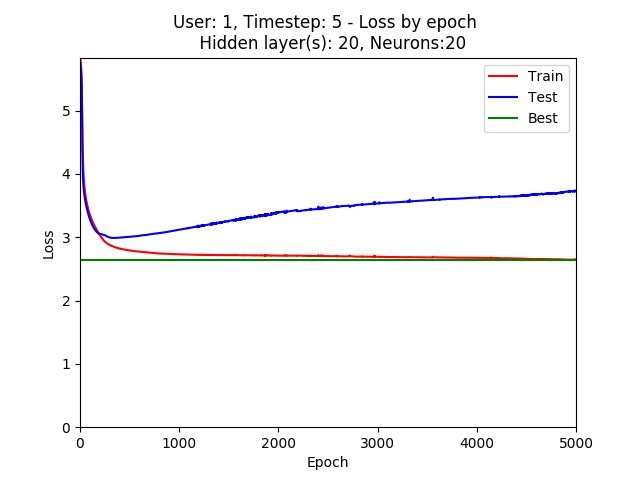 User: 1, Timestep: 5 - Loss by epoch
Hidden layer(s): 20, Neurons:20
Train
Test
Best
5
4
3
2
1
0
Loss
0 1000 2000 3000 4000 5000
Epoch